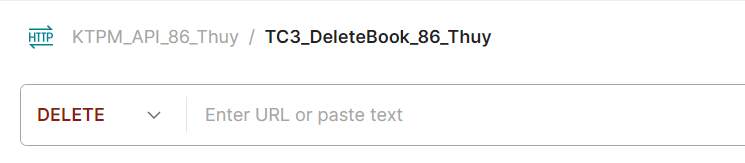 HTTP KTPM_API_86_Thuy / TC3_DeleteBook_86_Thuy
DELETE Enter URL or paste text